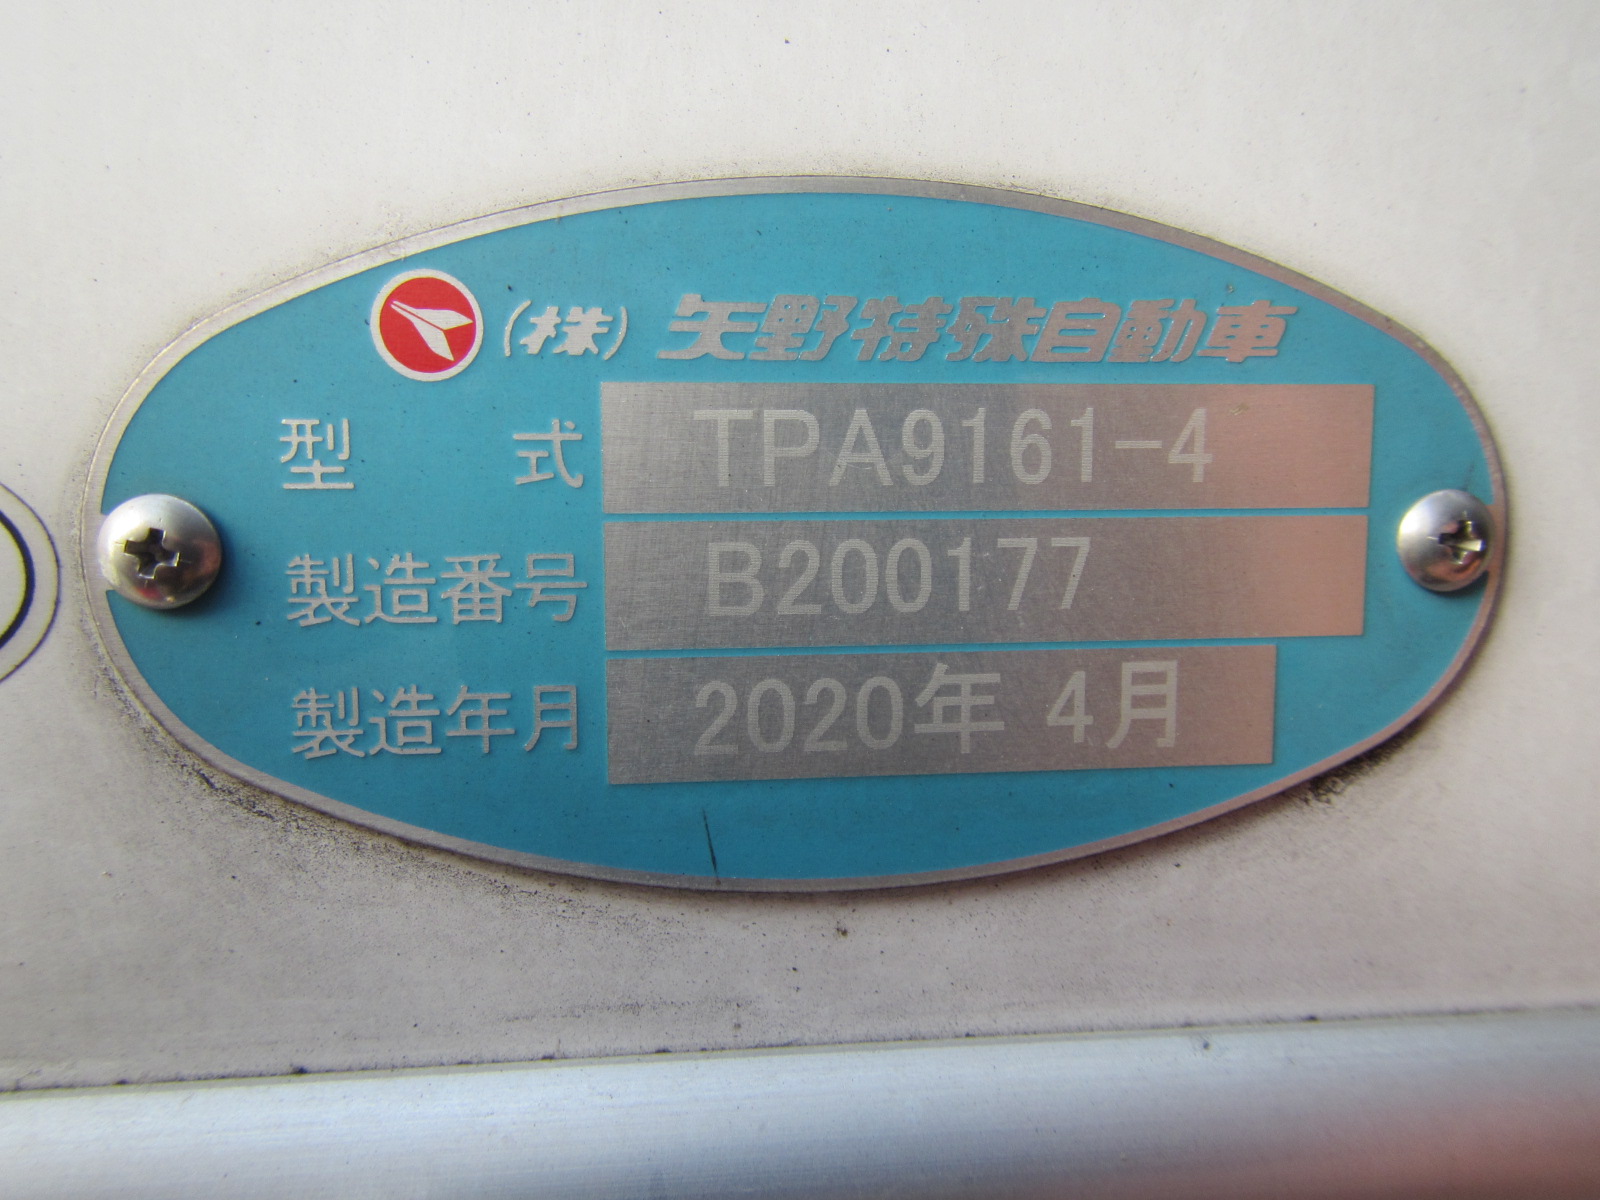 (株)矢野特殊自動車
型式 TPA9161-4
製造番号 B200177
製造年月 2020年 4月